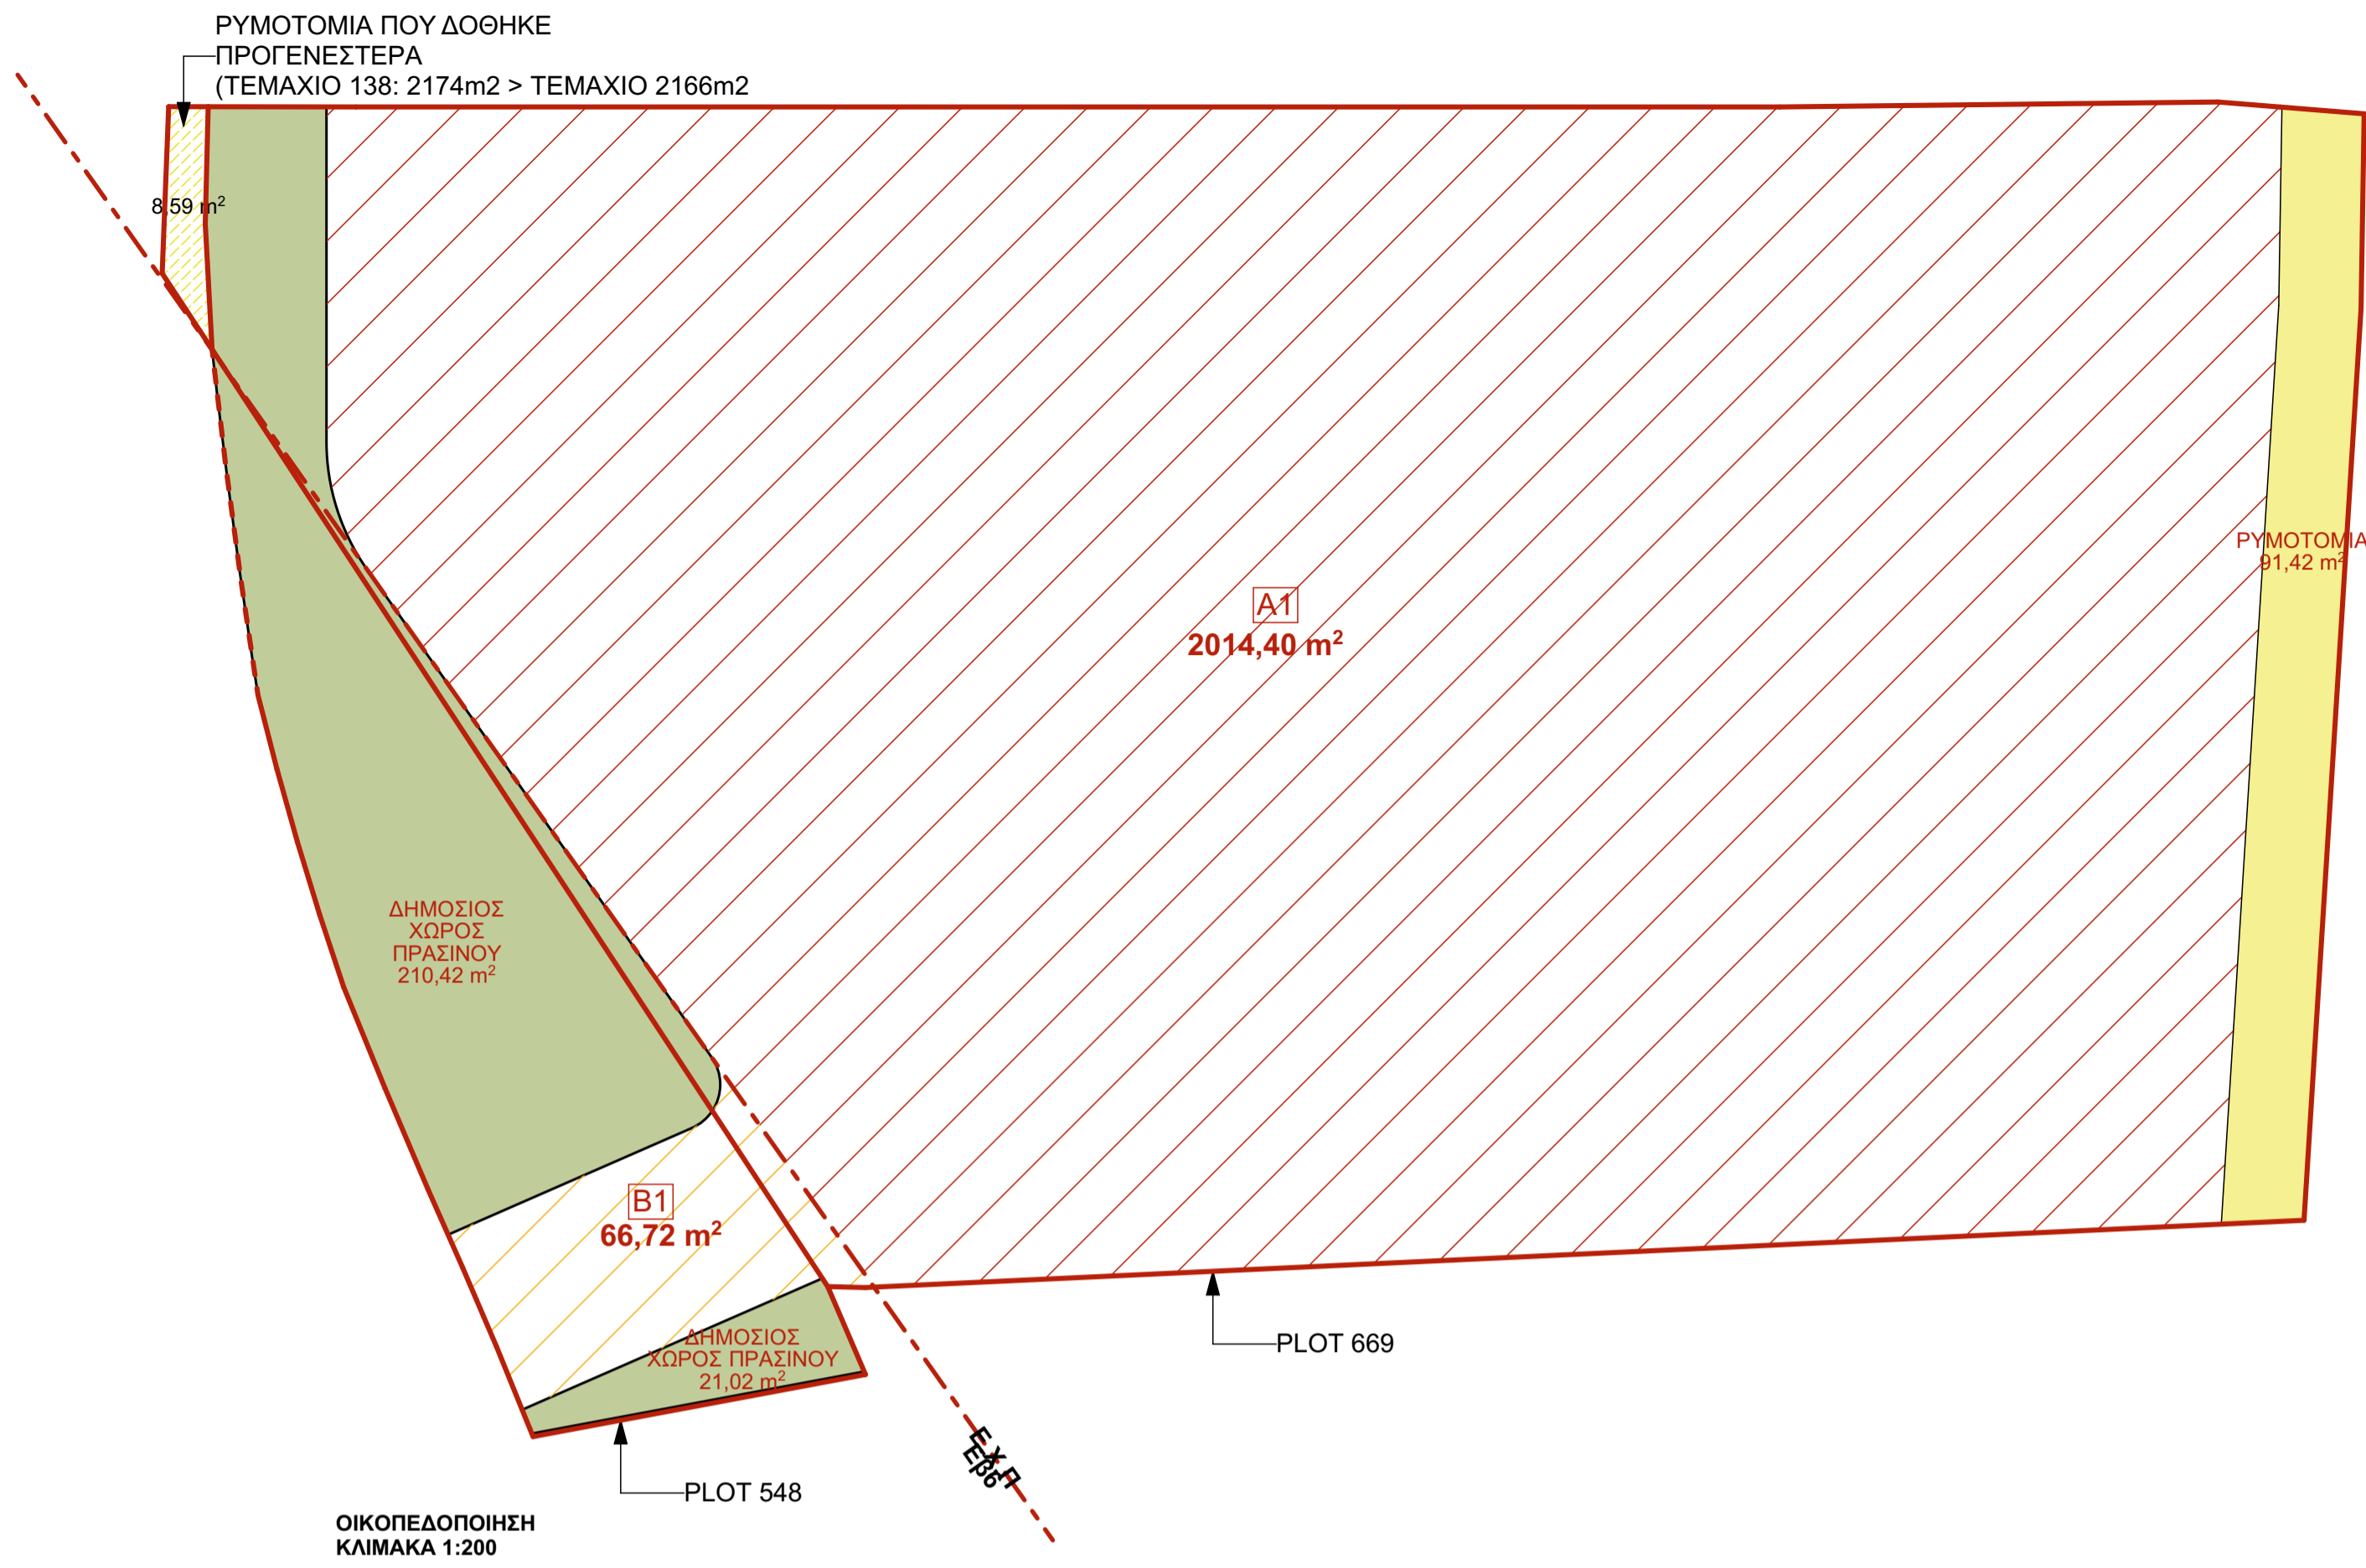 ΡΥΜΟΤΟΜΙΑ ΠΟΥ ΔΟΘΗΚΕ
ΠΡΟΓΕΝΕΣΤΕΡΑ
(ΤΕΜΑΧΙΟ 138: 2174m2 > ΤΕΜΑΧΙΟ 2166m2
8,59 m²
ΡΥΜΟΤΟΜΙΑ
91,42 m²
A1
2014,40 m²
ΔΗΜΟΣΙΟΣ
ΧΩΡΟΣ
ΠΡΑΣΙΝΟΥ
210,42 m²
B1
66,72 m²
ΔΗΜΟΣΙΟΣ
ΧΩΡΟΣ ΠΡΑΣΙΝΟΥ
21,02 m²
PLOT 669
Ε.Χ.Π
Εβ6
PLOT 548
ΟΙΚΟΠΕΔΟΠΟΙΗΣΗ
ΚΛΙΜΑΚΑ 1:200